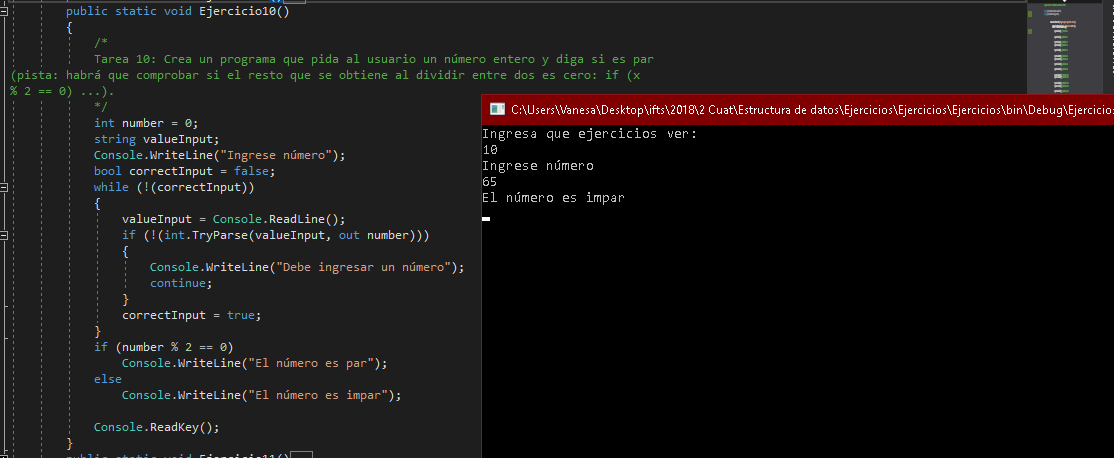 public static void Ejercicio10()
{
/*
Tarea 10: Crea un programa que pida al usuario un número entero y diga si es par
(pista: habrá que comprobar si el resto que se obtiene al dividir entre dos es cero: if (x
% 2 == 0) ...).
*/
int number = 0;
string valueInput;
Console.WriteLine("Ingrese número");
bool correctInput = false;
while (!(correctInput))
{
valueInput = Console.ReadLine();
if (!(int.TryParse(valueInput, out number)))
{
Console.WriteLine("Debe ingresar un número");
continue;
}
correctInput = true;
}
if (number % 2 == 0)
Console.WriteLine("El número es par");
else
Console.WriteLine("El número es impar");
Console.ReadKey();
}
public static void Ejercicio11()
C:\Users\Vanesa\Desktop\ifts\2018\2 Cuat\Estructura de datos\Ejercicios\Ejercicios\Ejercicios\bin\Debug\Ejercicios
Ingresa que ejercicios ver:
10
Ingrese número
65
El número es impar